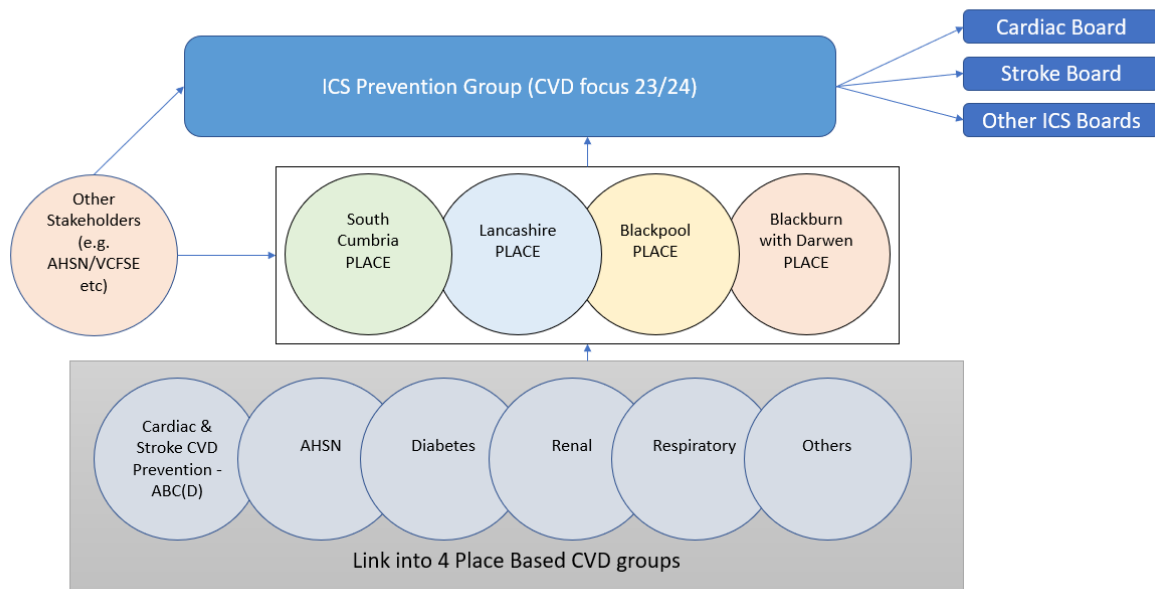 Cardiac Board
Stroke Board
Other ICS Boards
ICS Prevention Group (CVD focus 23/24)
Other
Stakeholders
(e.g.
AHSN/VCFSE
etc)
South
Cumbria
PLACE
Lancashire
PLACE
Blackpool
PLACE
Blackburn
with Darwen
PLACE
Cardiac &
Stroke CVD
Prevention -
ABC(D)
AHSN
Diabetes
Renal
Respiratory
Others
Link into 4 Place Based CVD groups